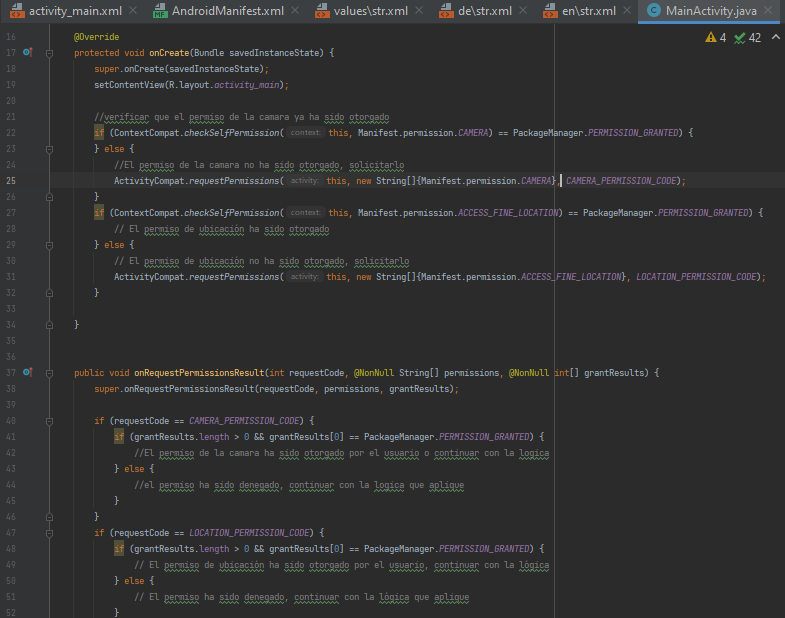 activity_main.xml AndroidManifest.xml values\str.xml de\str.xml en\str.xml MainActivity.java
4 42
16 @Override
17 protected void onCreate(Bundle savedInstanceState) {
18 super.onCreate(savedInstanceState);
19 setContentView(R.layout.activity_main);
20
21 //verificar que el permiso de la camara ya ha sido otorgado
22 if (ContextCompat.checkSelfPermission( context this, Manifest.permission.CAMERA) == PackageManager.PERMISSION_GRANTED) {
23 } else {
24 //El permiso de la camara no ha sido otorgado, solicitarlo
25 ActivityCompat.requestPermissions( activity: this, new String[]{Manifest.permission.CAMERA}, CAMERA_PERMISSION_CODE);
26 }
27 if (ContextCompat.checkSelfPermission( context this, Manifest.permission.ACCESS_FINE_LOCATION) == PackageManager.PERMISSION_GRANTED) {
28 // El permiso de ubicación ha sido otorgado
29 } else {
30 // El permiso de ubicación no ha sido otorgado, solicitarlo
31 ActivityCompat.requestPermissions( activity: this, new String[]{Manifest.permission.ACCESS_FINE_LOCATION}, LOCATION_PERMISSION_CODE);
32 }
33
34 }
35
36
37 public void onRequestPermissionsResult(int requestCode, @NonNull String[] permissions, @NonNull int[] grantResults) {
38 super.onRequestPermissionsResult(requestCode, permissions, grantResults);
39
40 if (requestCode == CAMERA_PERMISSION_CODE) {
41 if (grantResults.length > 0 && grantResults[0] == PackageManager.PERMISSION_GRANTED) {
42 //El permiso de la camara ha sido otorgado por el usuario o continuar con la logica
43 } else {
44 //el permiso ha sido denegado, continuar con la logica que aplique
45 }
46 }
47 if (requestCode == LOCATION_PERMISSION_CODE) {
48 if (grantResults.length > 0 && grantResults[0] == PackageManager.PERMISSION_GRANTED) {
49 // El permiso de ubicación ha sido otorgado por el usuario, continuar con la lògica
50 } else {
51 // El permiso ha sido denegado, continuar con la lògica que aplique
52 }